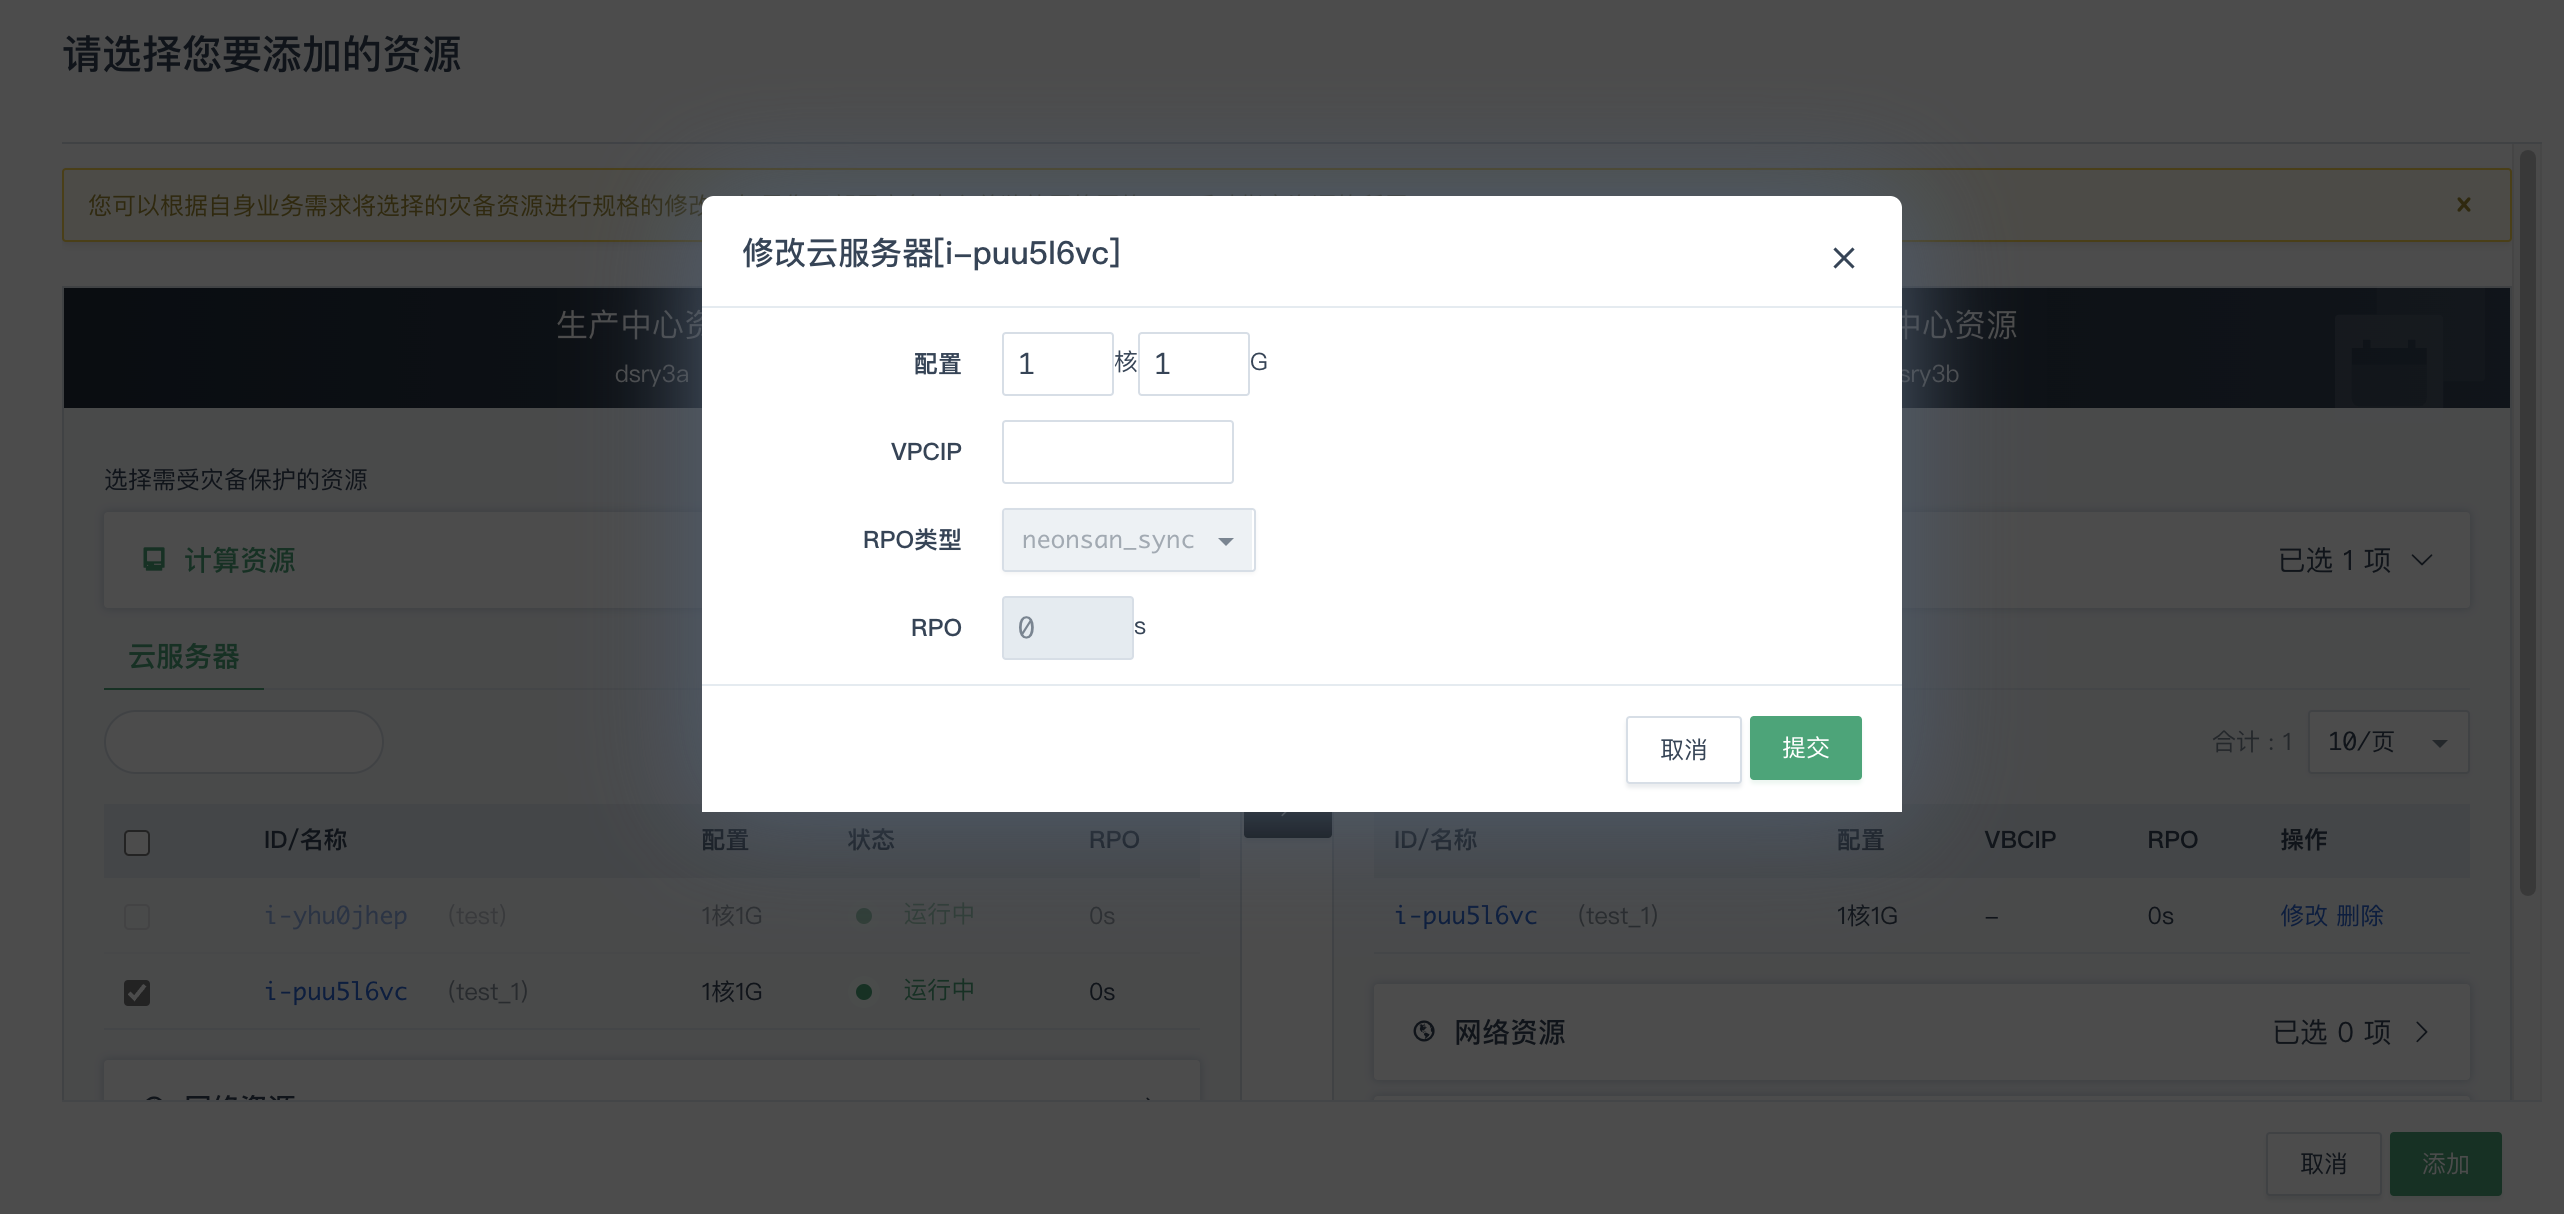 请选择您要添加的资源
您可以根据自身业务需求将选择的灾备资源进行规格的修改
生产中心资
dsry3a
中心资源
sry3b
选择需受灾备保护的资源
计算资源
已选 1 项
云服务器
合计：1
10/页
ID/名称 配置 状态 RPO
i-yhu0jhep (test) 1核1G 运行中 0s
i-puu5l6vc (test_1) 1核1G 运行中 0s
网络资源
ID/名称 配置 VBCIP RPO 操作
i-puu5l6vc (test_1) 1核1G – 0s 修改 删除
网络资源 已选 0 项
取消 添加
修改云服务器[i-puu5l6vc]
配置 1 核 1 G
VPCIP
RPO类型 neonsan_sync
RPO 0 s
取消 提交